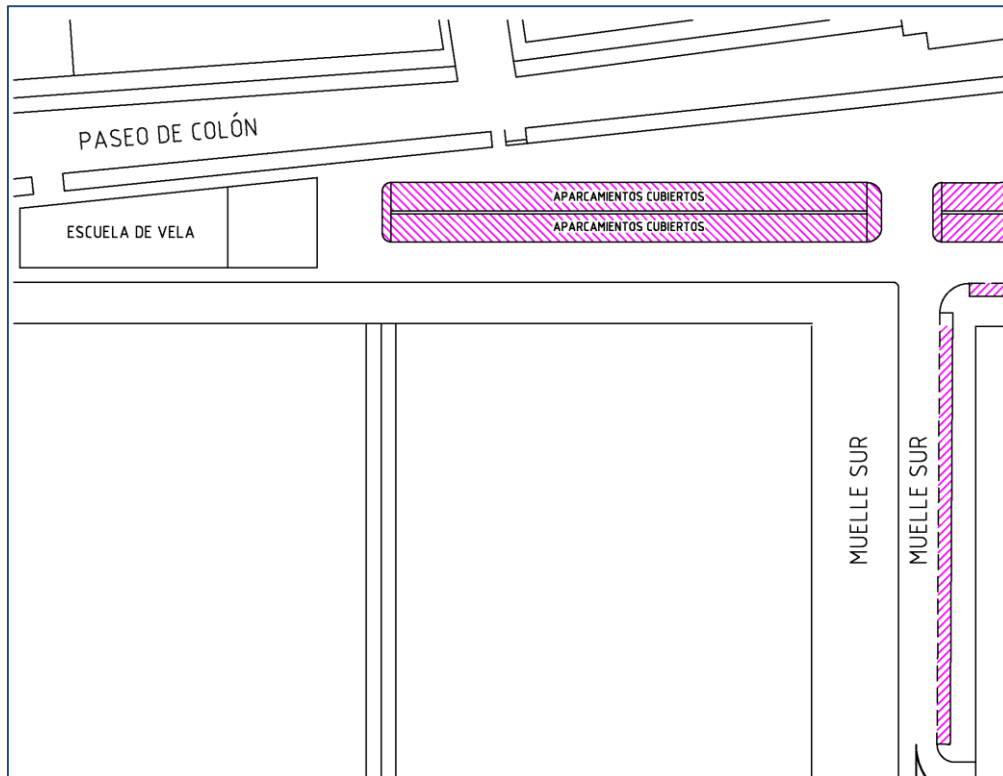 PASEO DE COLÓN
APARCAMIENTOS CUBIERTOS
APARCAMIENTOS CUBIERTOS
ESCUELA DE VELA
MUELLE SUR
MUELLE SUR